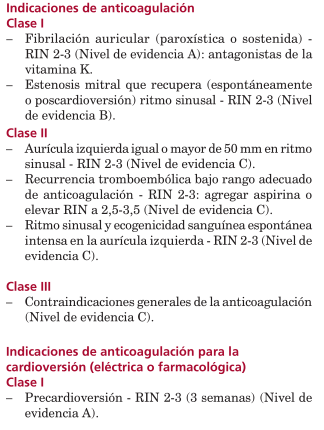 Indicaciones de anticoagulación
Clase I
– Fibrilación auricular (paroxística o sostenida) -
RIN 2-3 (Nivel de evidencia A): antagonistas de la
vitamina K.
– Estenosis mitral que recupera (espontáneamente
o poscardioversión) ritmo sinusal - RIN 2-3 (Nivel
de evidencia B).
Clase II
– Aurícula izquierda igual o mayor de 50 mm en ritmo
sinusal - RIN 2-3 (Nivel de evidencia C).
– Recurrencia tromboembólica bajo rango adecuado
de anticoagulación - RIN 2-3: agregar aspirina o
elevar RIN a 2,5-3,5 (Nivel de evidencia C).
– Ritmo sinusal y ecogenicidad sanguínea espontánea
intensa en la aurícula izquierda - RIN 2-3 (Nivel de
evidencia C).
Clase III
– Contraindicaciones generales de la anticoagulación
(Nivel de evidencia C).
Indicaciones de anticoagulación para la
cardioversión (eléctrica o farmacológica)
Clase I
– Precardioversión - RIN 2-3 (3 semanas) (Nivel de
evidencia A).